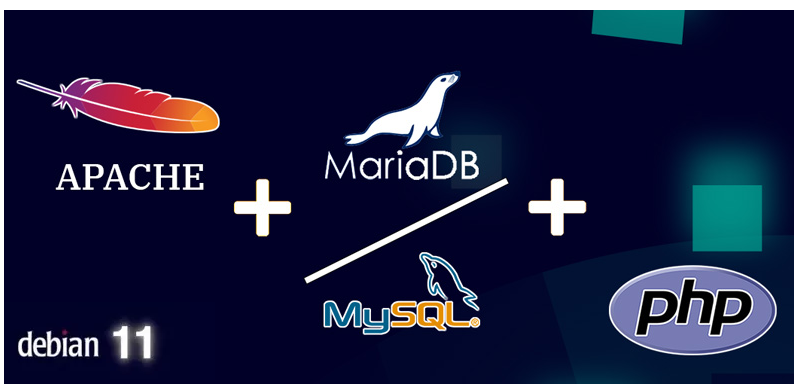 APACHE
MariaDB
MySQL®
php
debian 11